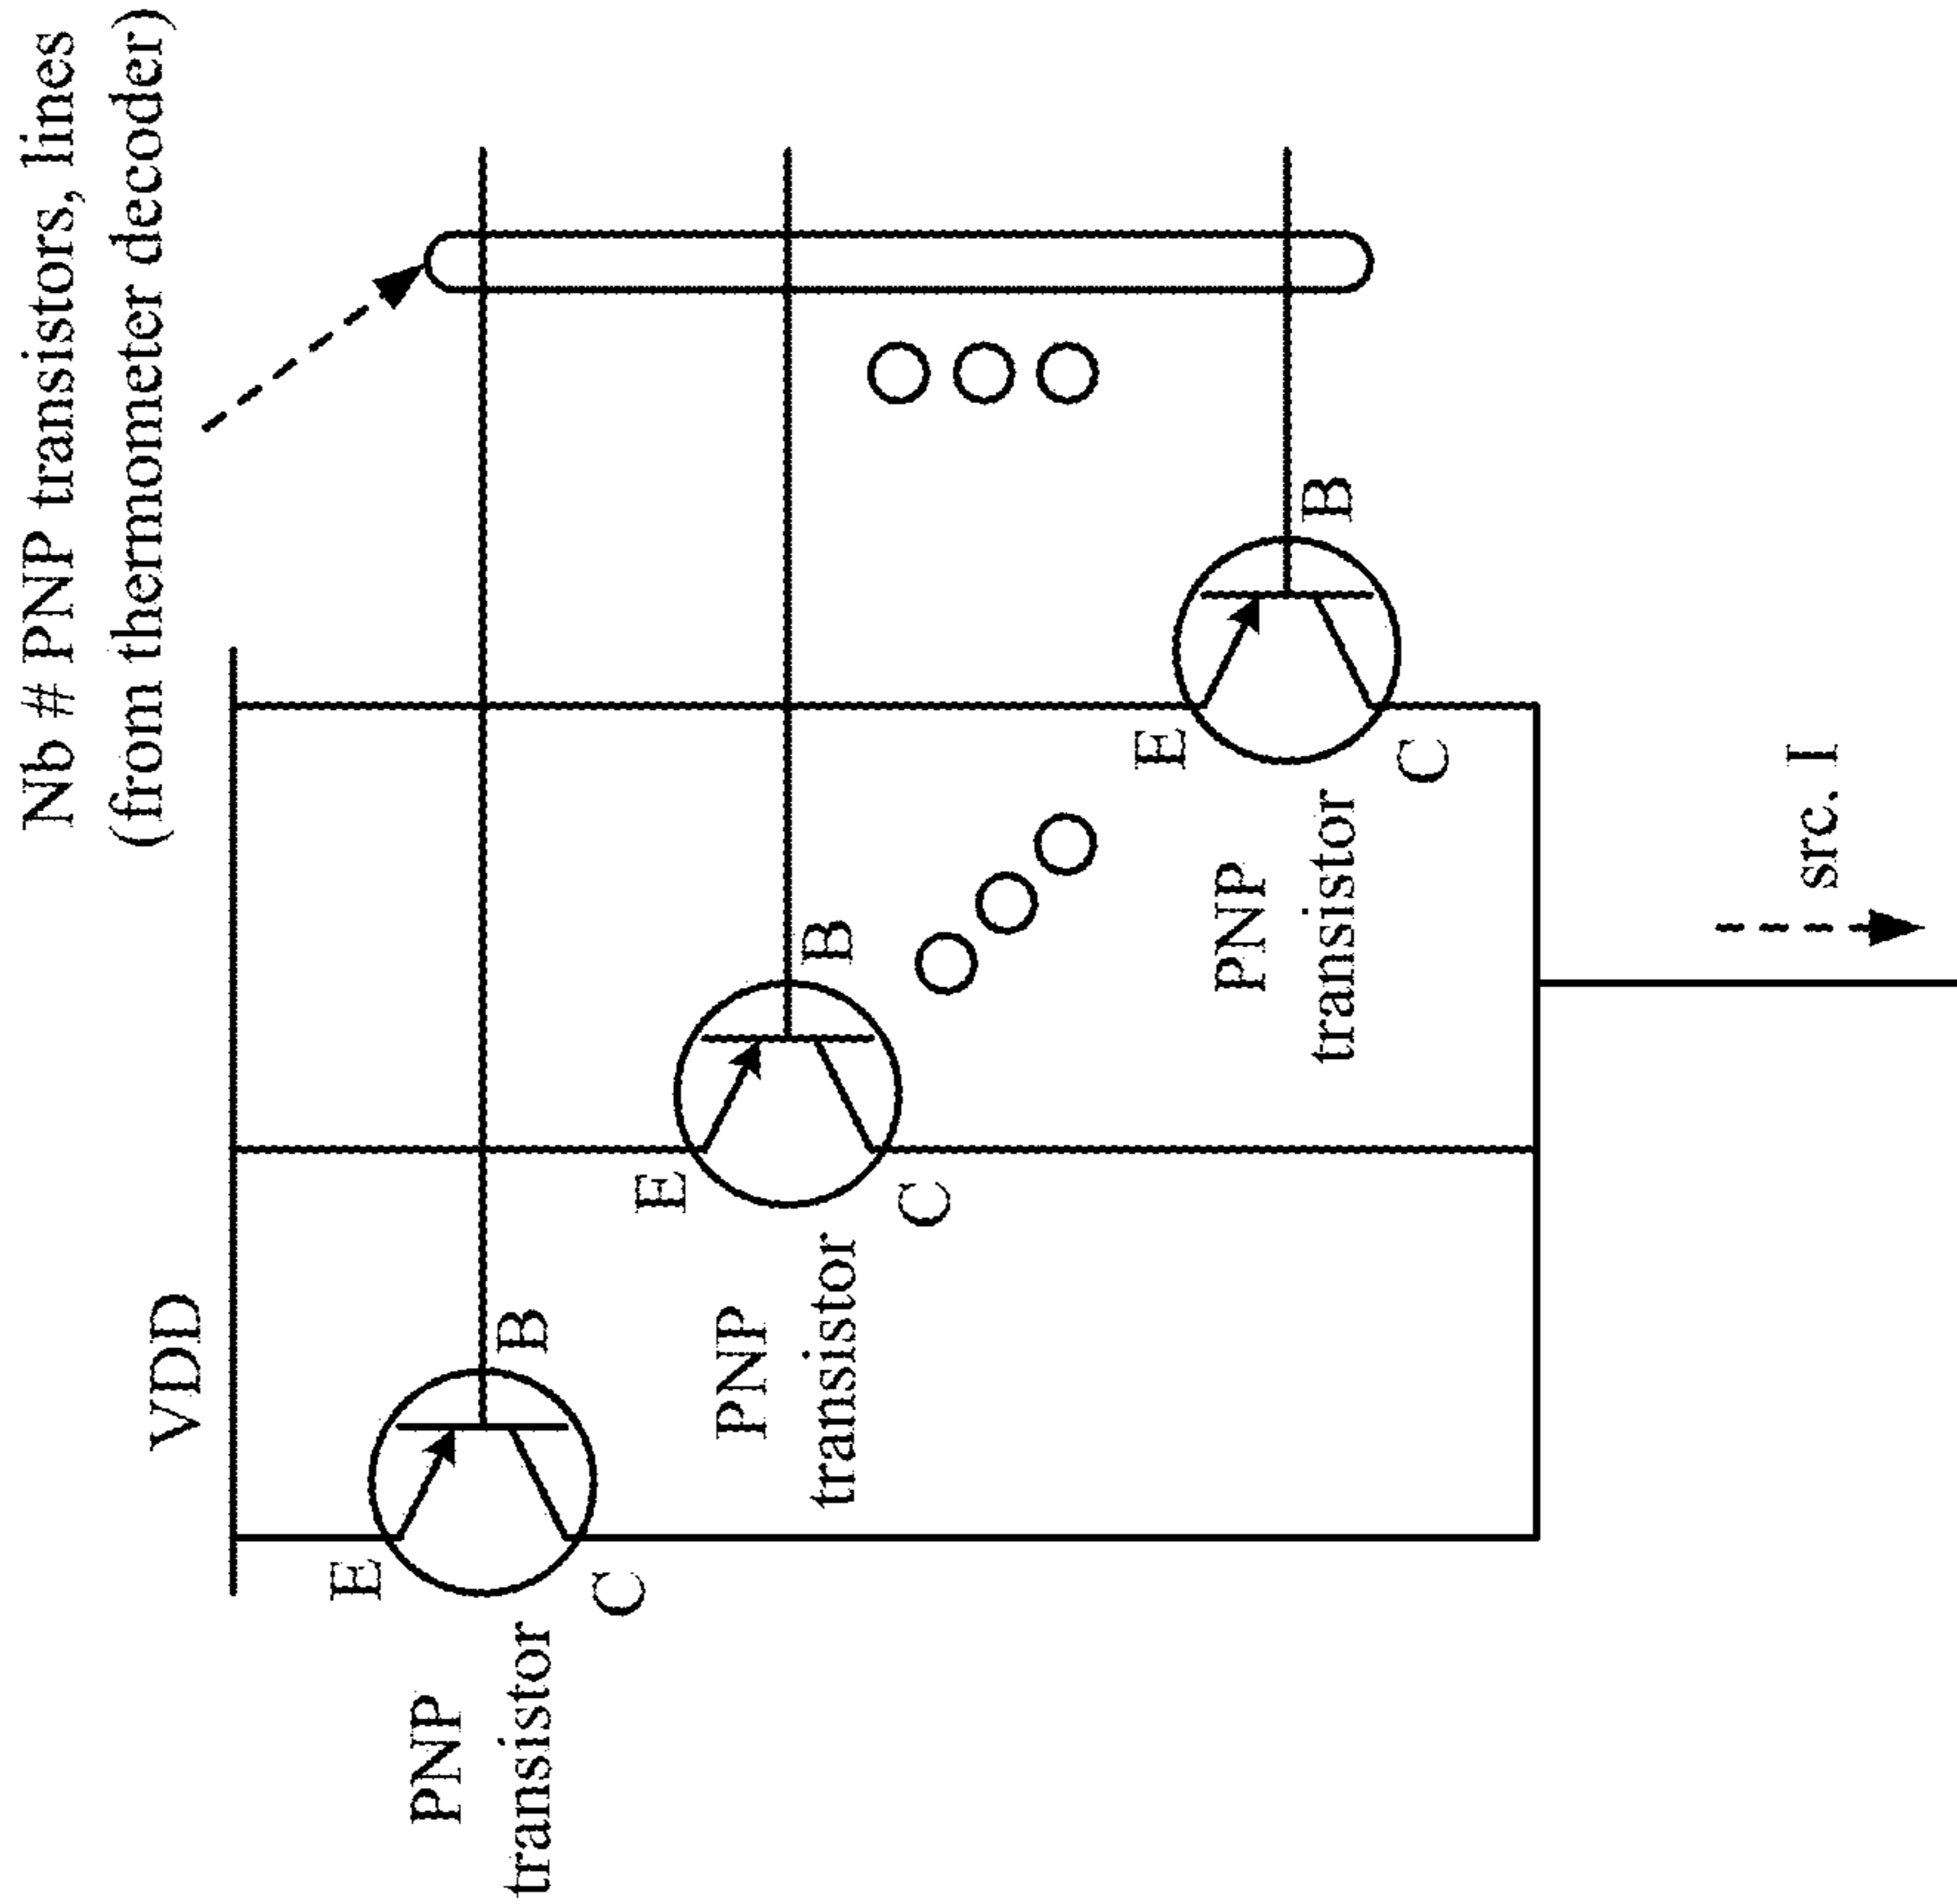 Nb # PNP transistors, lines
(from thermometer decoder)
VDD
E
B
C
PNP
transistor
E
B
C
PNP
transistor
E
B
C
PNP
transistor
src. I